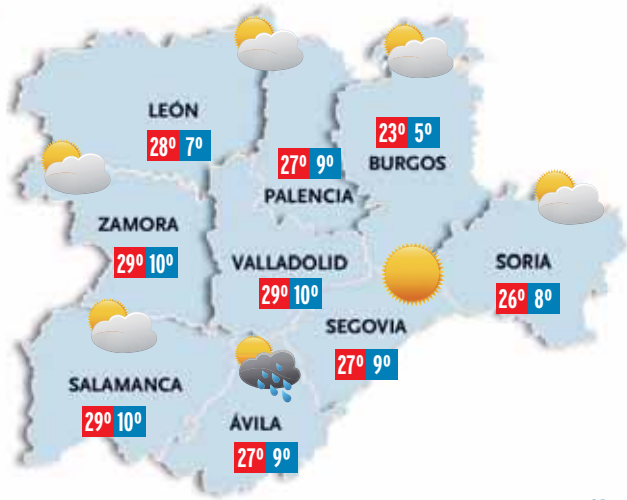 LEÓN
28º 7º
23º 5º
BURGOS
27º 9º
PALENCIA
ZAMORA
29º 10º
VALLADOLID
29º 10º
SORIA
26º 8º
SEGOVIA
27º 9º
SALAMANCA
29º 10º
ÁVILA
27º 9º